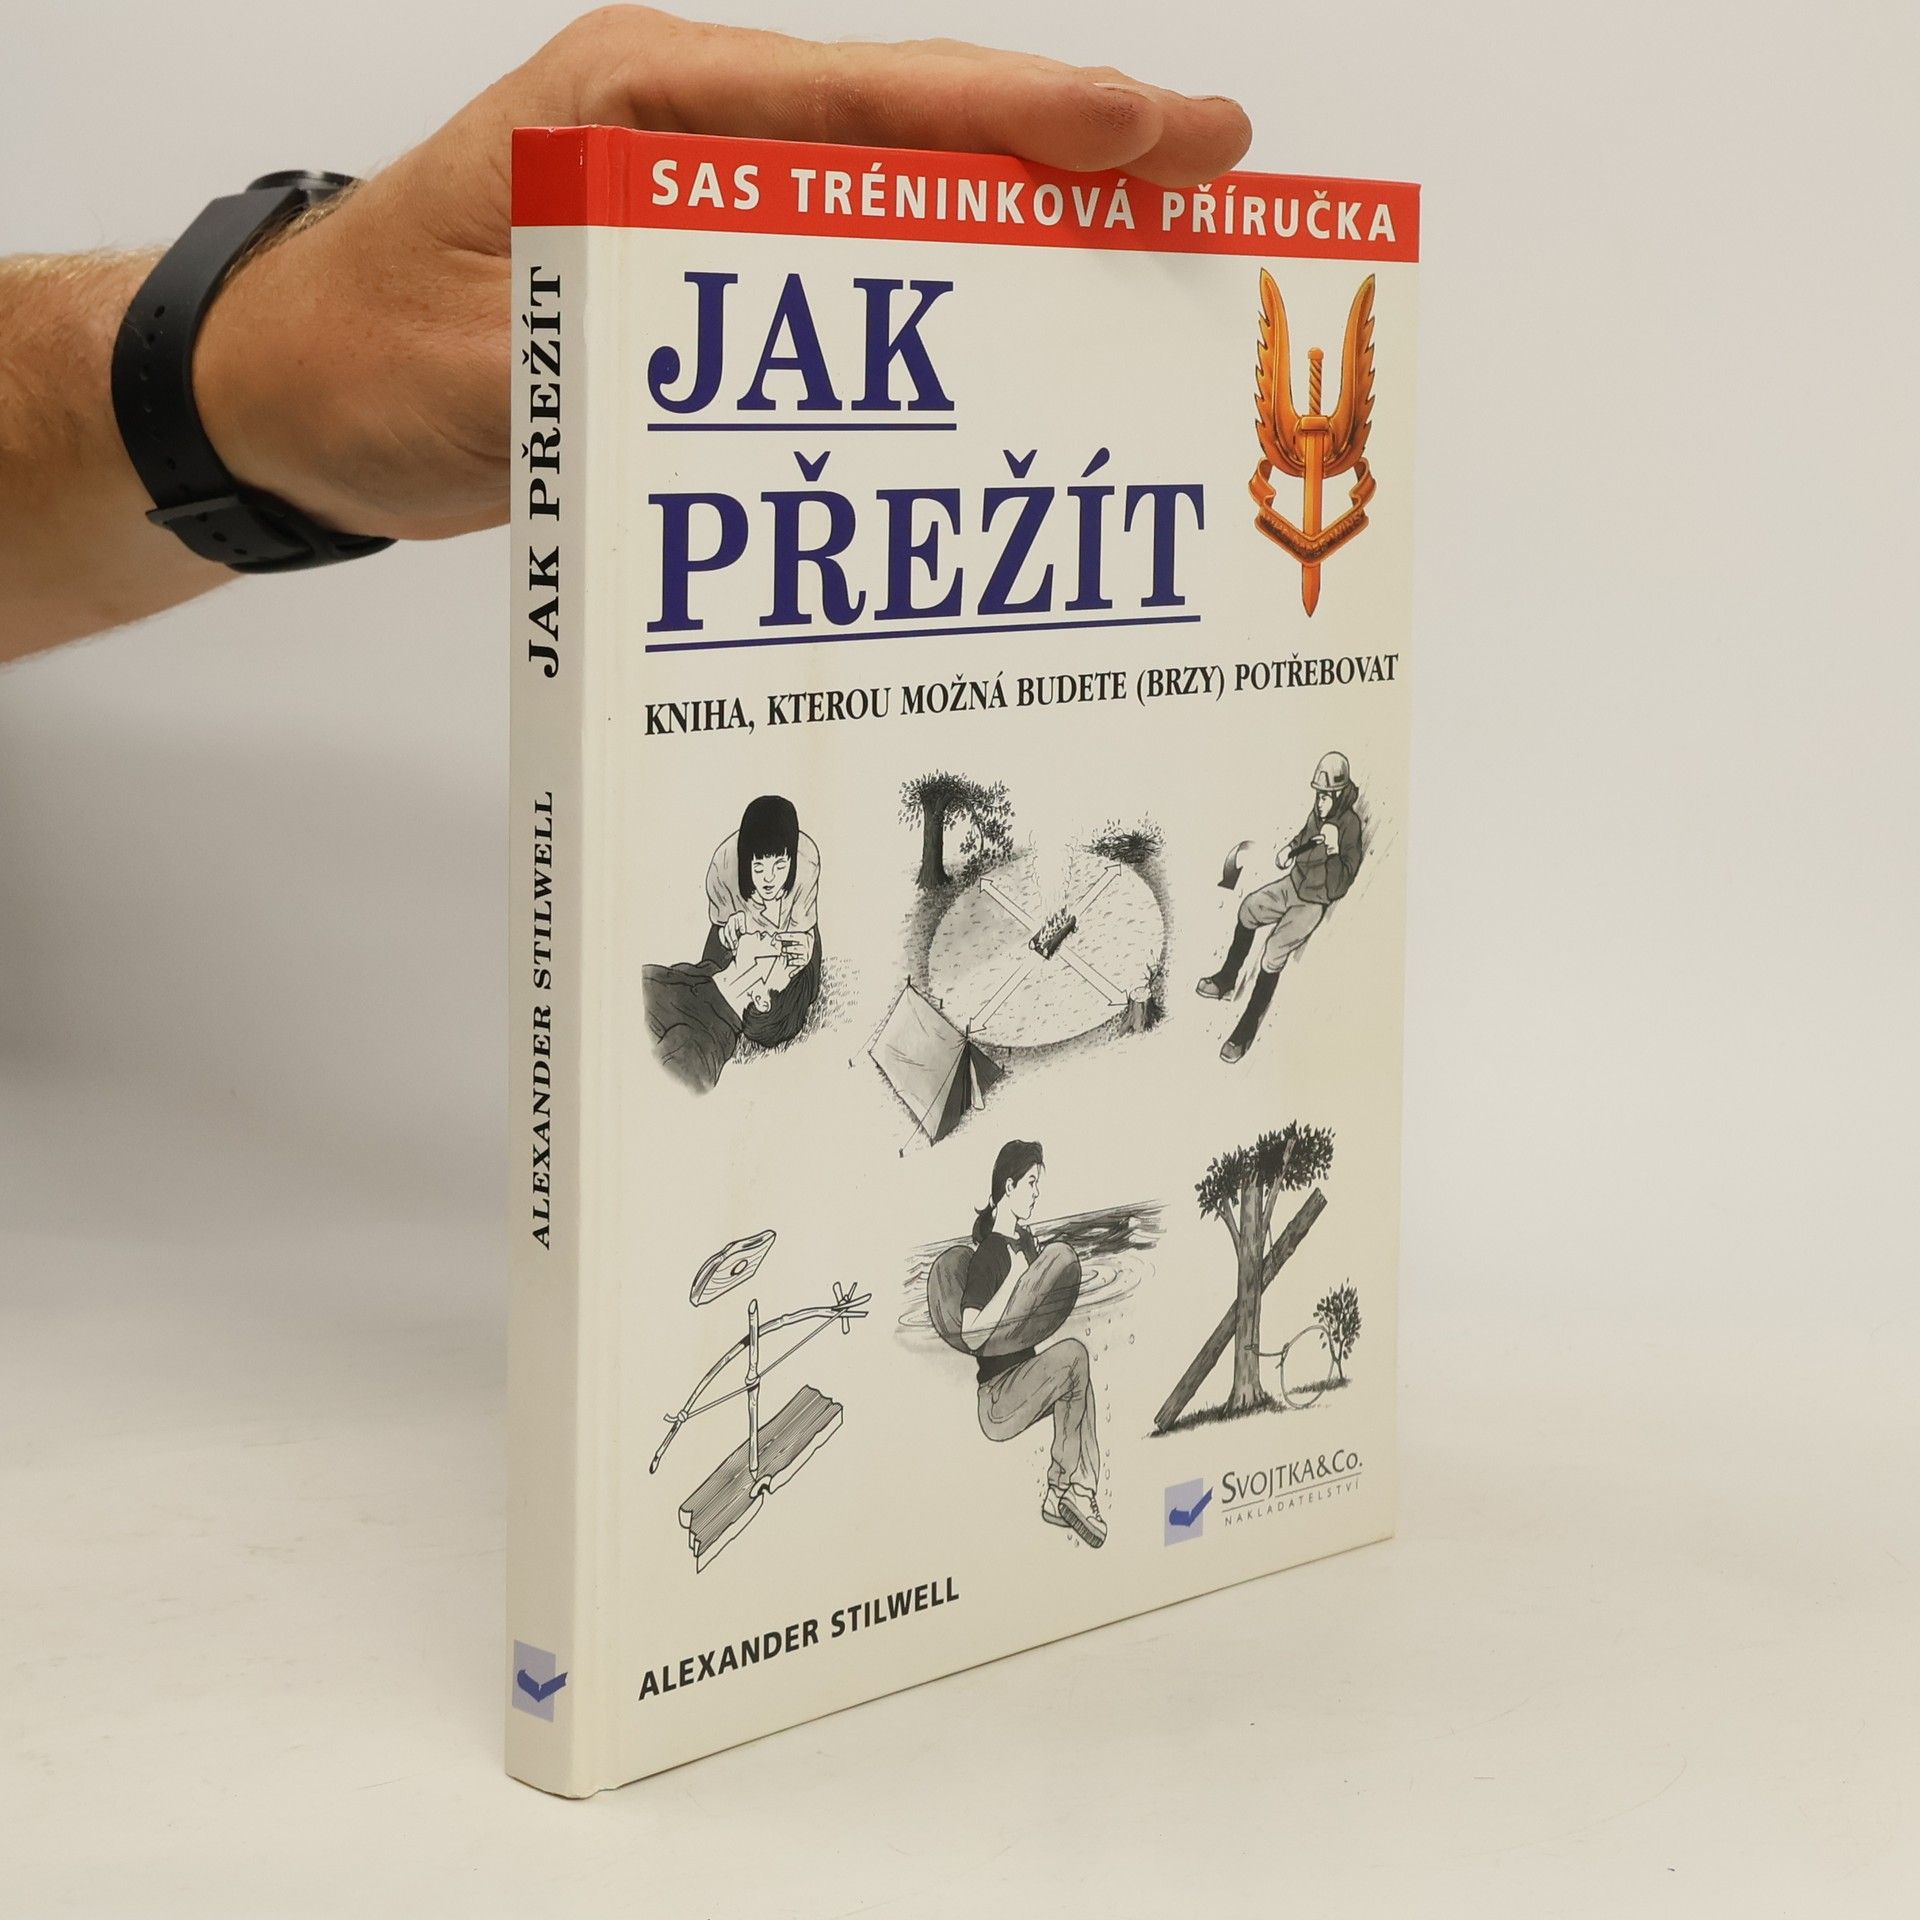 SAS TRÉNINKOVÁ PŘÍRUČKA
JAK
PŘEŽÍT
KNIHA, KTEROU MOŽNÁ BUDETE (BRZY) POTŘEBOVAT
SVOJTKA&CO.
NAKLADATELSTVÍ
ALEXANDER STILWELL
JAK PŘEŽÍT
ALEXANDER STILWELL